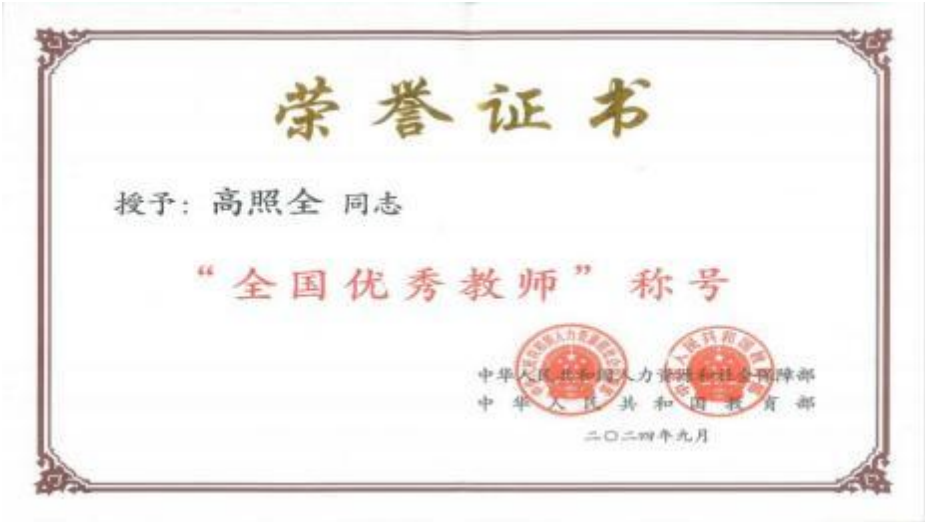 荣誉证书
授予：高照全 同志
“全国优秀教师”称号
中华人民共和国人力资源和社会保障部
中华人民共和国教育部
二〇二四年九月